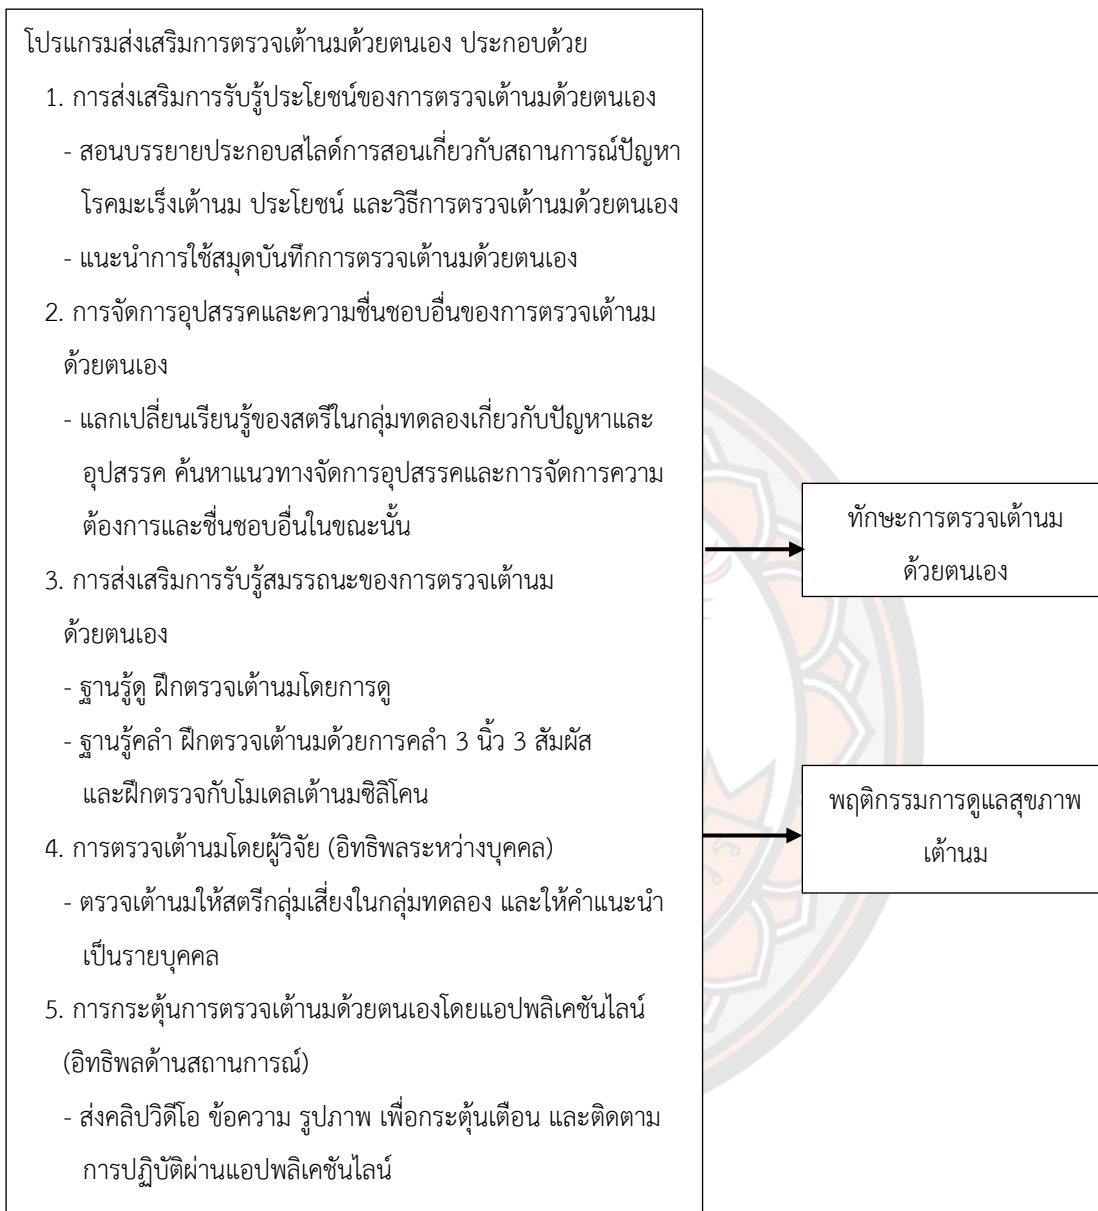 โปรแกรมส่งเสริมการตรวจเต้านมด้วยตนเอง ประกอบด้วย
1. การส่งเสริมการรับรู้ประโยชน์ของการตรวจเต้านมด้วยตนเอง
- สอนบรรยายประกอบสไลด์การสอนเกี่ยวกับสถานการณ์ปัญหา
โรคมะเร็งเต้านม ประโยชน์ และวิธีการตรวจเต้านมด้วยตนเอง
- แนะนำการใช้สมุดบันทึกการตรวจเต้านมด้วยตนเอง
2. การจัดการอุปสรรคและความชื่นชอบอื่นของการตรวจเต้านม
ด้วยตนเอง
- แลกเปลี่ยนเรียนรู้ของสตรีในกลุ่มทดลองเกี่ยวกับปัญหาและ
อุปสรรค ค้นหาแนวทางจัดการอุปสรรคและการจัดการความ
ต้องการและชื่นชอบอื่นในขณะนั้น
3. การส่งเสริมการรับรู้สมรรถนะของการตรวจเต้านม
ด้วยตนเอง
- ฐานรู้ดู ฝึกตรวจเต้านมโดยการดู
- ฐานรู้คลำ ฝึกตรวจเต้านมด้วยการคลำ 3 นิ้ว 3 สัมผัส
และฝึกตรวจกับโมเดลเต้านมซิลิโคน
4. การตรวจเต้านมโดยผู้วิจัย (อิทธิพลระหว่างบุคคล)
- ตรวจเต้านมให้สตรีกลุ่มเสี่ยงในกลุ่มทดลอง และให้คำแนะนำ
เป็นรายบุคคล
5. การกระตุ้นการตรวจเต้านมด้วยตนเองโดยแอปพลิเคชันไลน์
(อิทธิพลด้านสถานการณ์)
- ส่งคลิปวิดีโอ ข้อความ รูปภาพ เพื่อกระตุ้นเตือน และติดตาม
การปฏิบัติผ่านแอปพลิเคชันไลน์
ทักษะการตรวจเต้านม
ด้วยตนเอง
พฤติกรรมการดูแลสุขภาพ
เต้านม